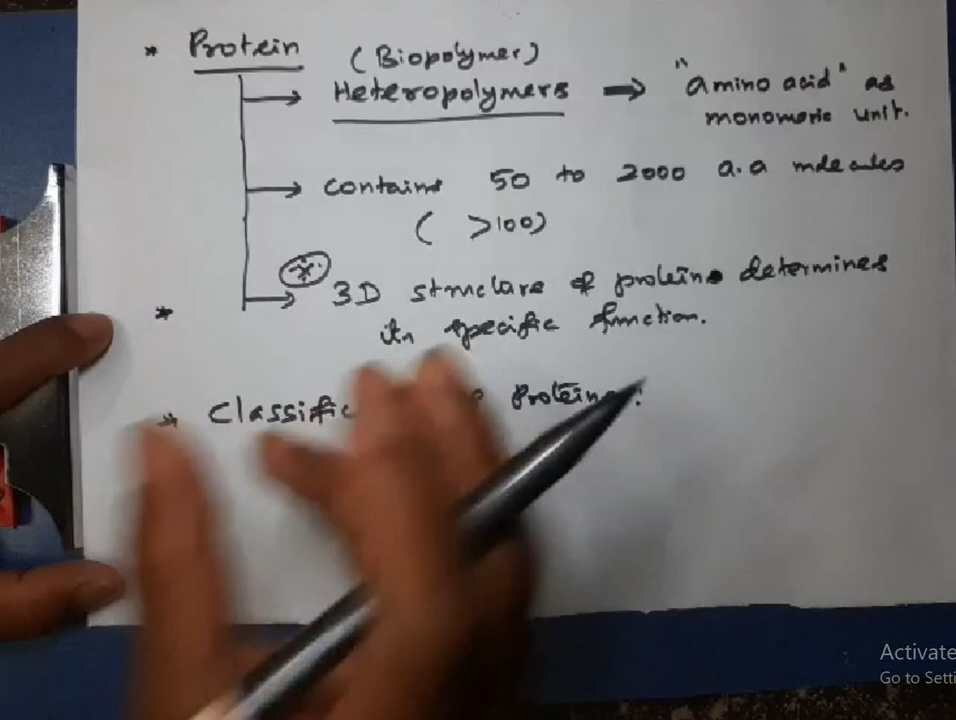 * Protein (Biopolymer)
Heteropolymers → "amino acid" as
monomeric unit.
→ contains 50 to 2000 a.a molecules
( >100)
→ * 3D structure of proteins determines
its specific function.
*
* Classific Proteins:
Activate
Go to Setti